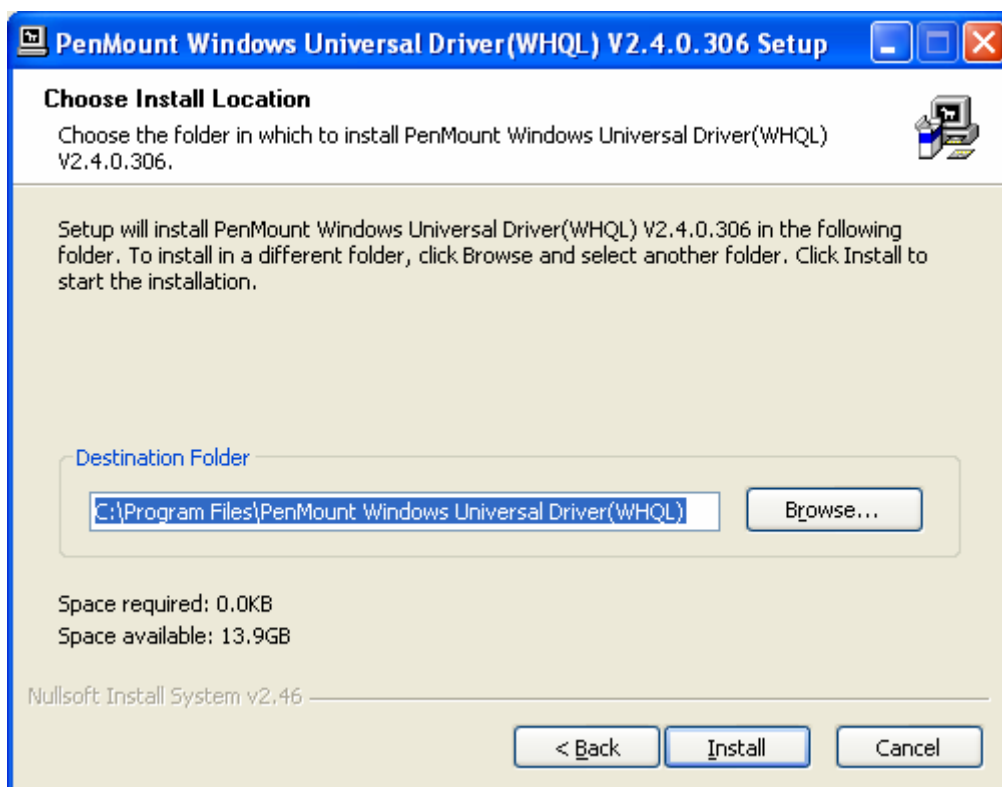 PenMount Windows Universal Driver(WHQL) V2.4.0.306 Setup
Choose Install Location
Choose the folder in which to install PenMount Windows Universal Driver(WHQL)
V2.4.0.306.
Setup will install PenMount Windows Universal Driver(WHQL) V2.4.0.306 in the following
folder. To install in a different folder, click Browse and select another folder. Click Install to
start the installation.
Destination Folder
C:\Program Files\PenMount Windows Universal Driver(WHQL)
Browse...
Space required: 0.0KB
Space available: 13.9GB
Nullsoft Install System v2.46
< Back
Install
Cancel